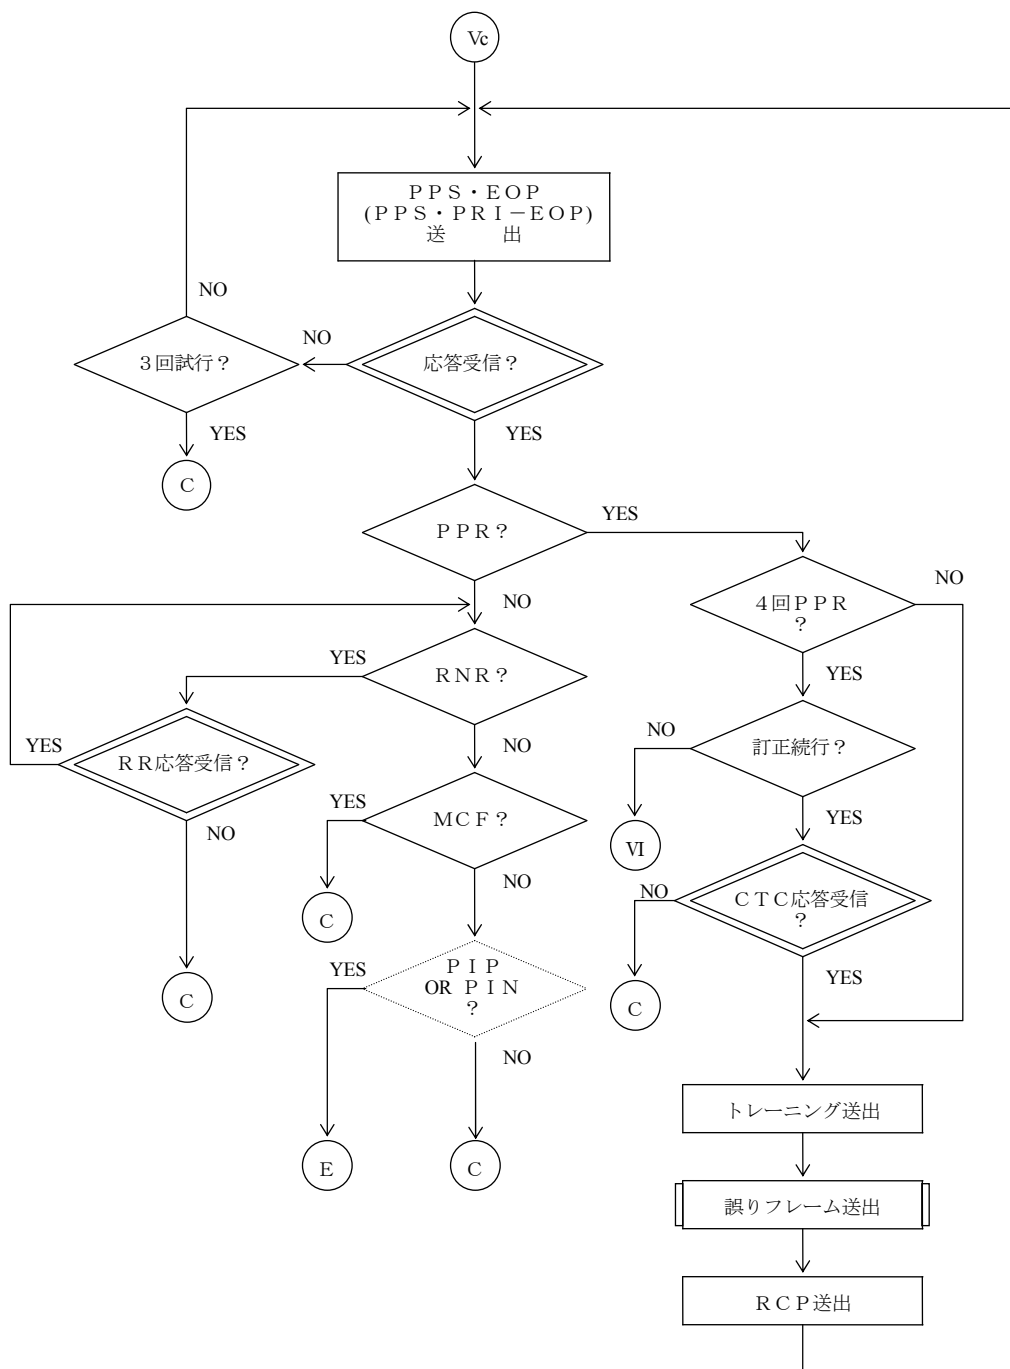 Vc
ＰＰＳ・ＥＯＰ
(ＰＰＳ・ＰＲＩ－ＥＯＰ)
送　　出
NO
NO
３回試行？
応答受信？
YES
YES
C
ＰＰＲ？
YES
NO
４回ＰＰＲ
？
NO
YES
ＲＮＲ？
YES
YES
ＲＲ応答受信？
NO
NO
訂正続行？
NO
YES
ＭＣＦ？
YES
VI
NO
C
NO
ＣＴＣ応答受信
？
YES
ＰＩＰ
OR ＰＩＮ
？
YES
C
C
NO
トレーニング送出
E
C
誤りフレーム送出
ＲＣＰ送出